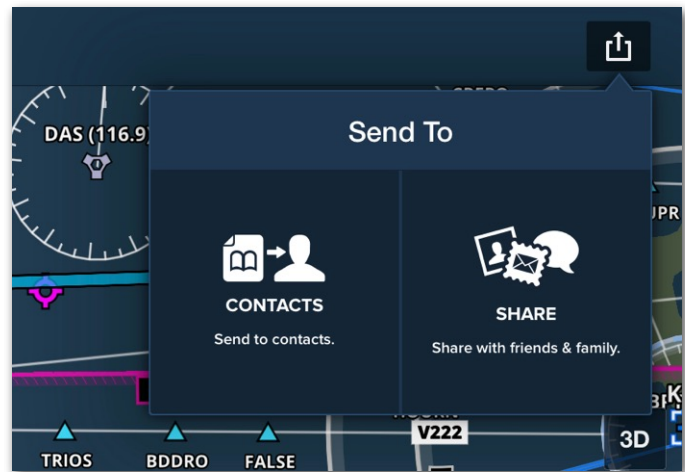 DAS (116.9)
Send To
JPR
CONTACTS
Send to contacts.
SHARE
Share with friends & family.
V222
3D
TRIOS
BDDRO
FALSE